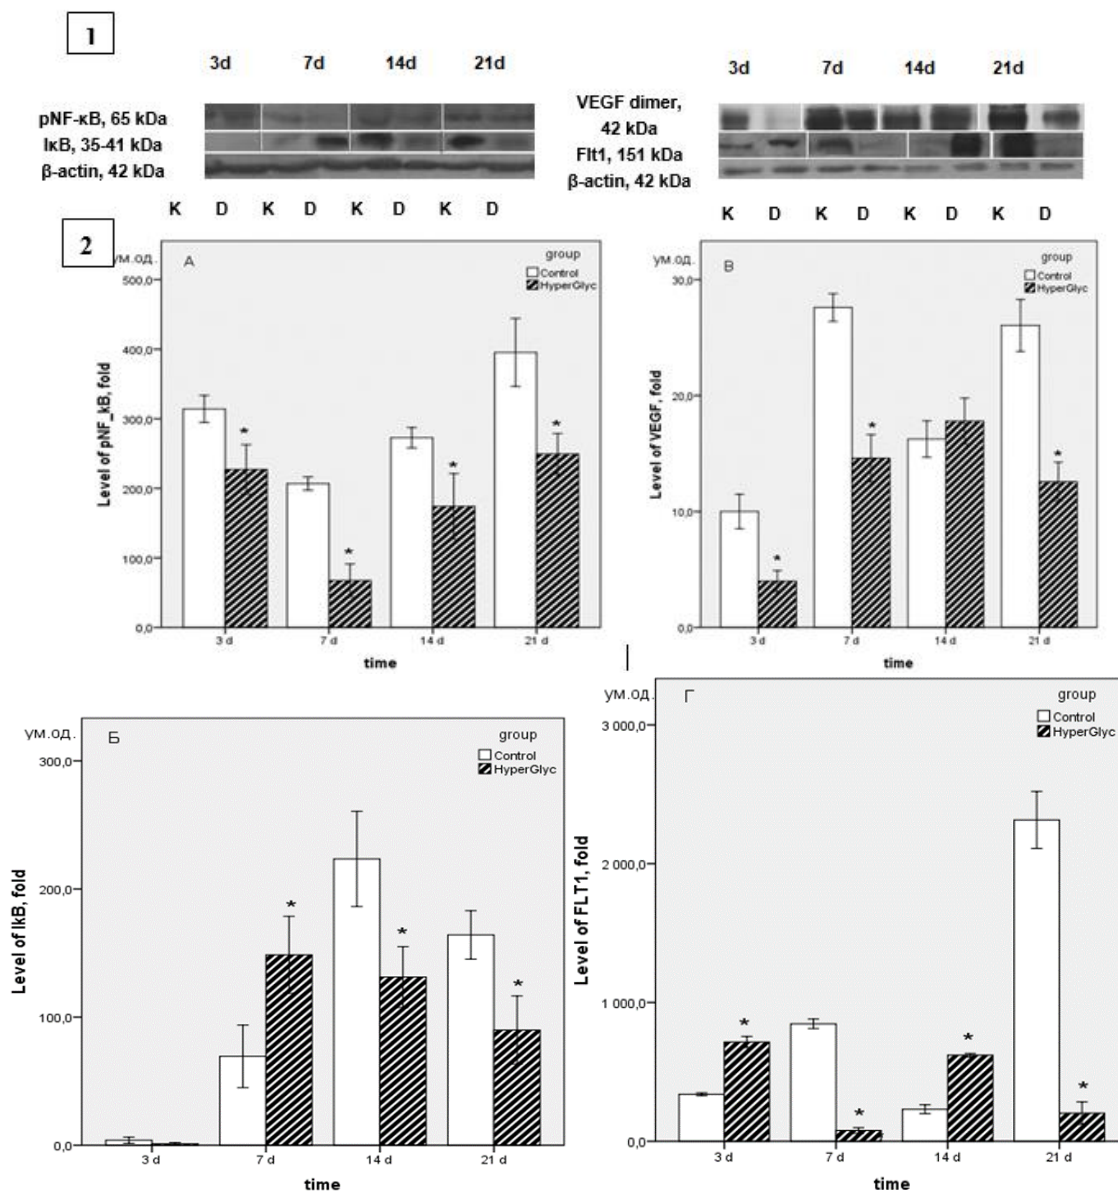 1
3d 7d 14d 21d
pNF-κB, 65 kDa
IκB, 35-41 kDa
β-actin, 42 kDa
K D K D K D K D
3d 7d 14d 21d
VEGF dimer,
42 kDa
Flt1, 151 kDa
β-actin, 42 kDa
K D K D K D K D
2
ум.од.
А
group
Control
HyperGlyc
Level of pNF_kB, fold
500,0
400,0
300,0
200,0
100,0
0,0
* * * *
3 d 7 d 14 d 21 d
time
ум.од.
В
group
Control
HyperGlyc
Level of VEGF, fold
30,0
20,0
10,0
0,0
* * *
3 d 7 d 14 d 21 d
time
ум.од.
Б
group
Control
HyperGlyc
Level of IkB, fold
300,0
200,0
100,0
0,0
* * *
3 d 7 d 14 d 21 d
time
ум.од.
Г
group
Control
HyperGlyc
Level of FLT1, fold
3 000,0
2 000,0
1 000,0
0,0
* * * *
3 d 7 d 14 d 21 d
time